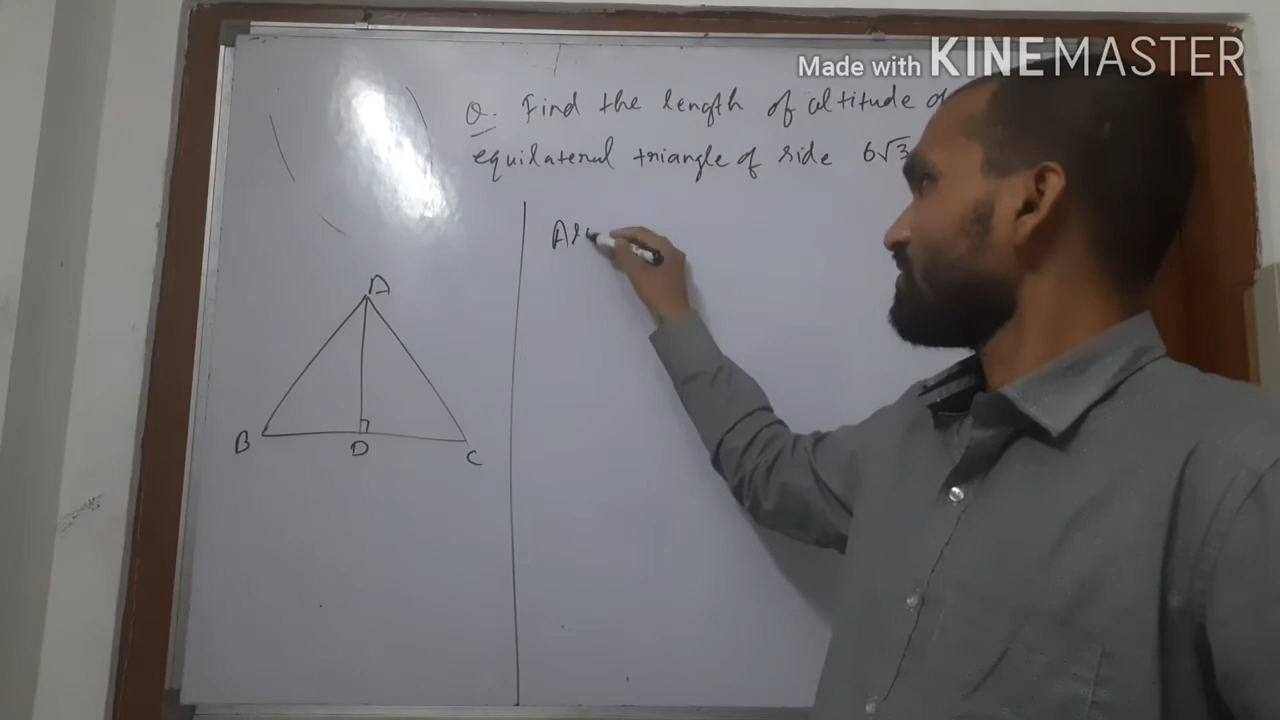 Made with KINEMASTER
Q. Find the length of altitude of
equilateral triangle of side 6√3
A
B
D
C